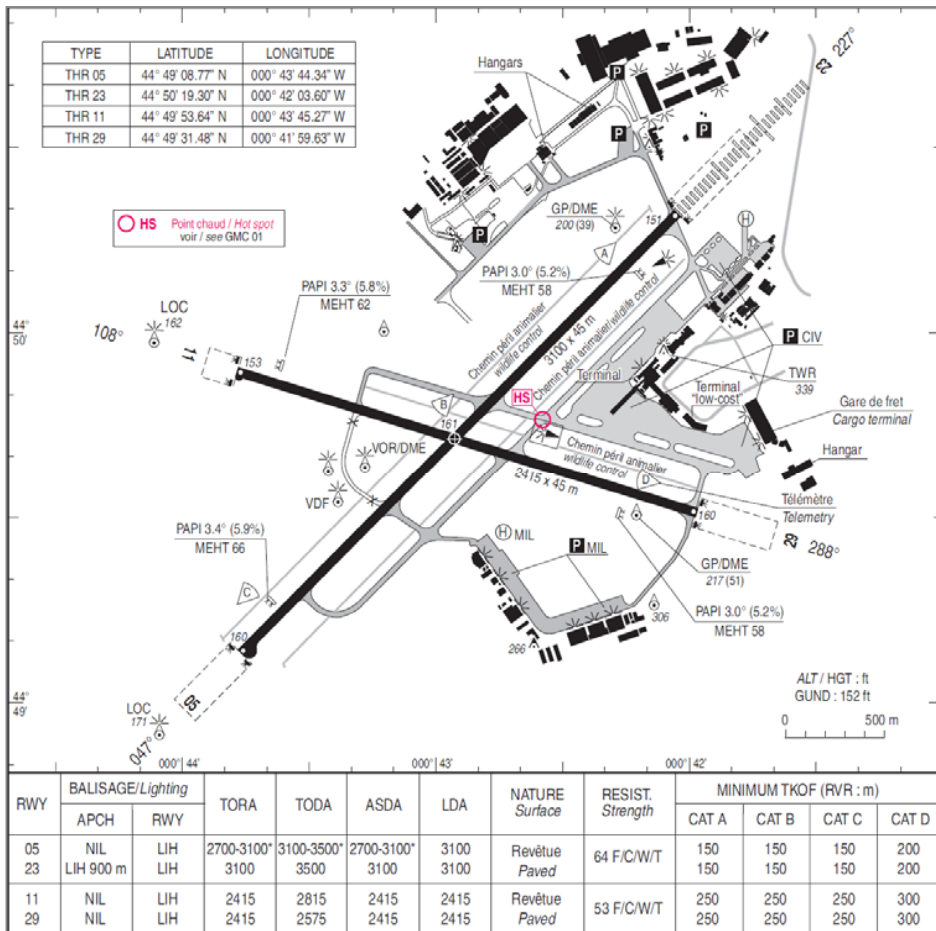 TYPE LATITUDE LONGITUDE
THR 05 44° 49' 08.77" N 000° 43' 44.34" W
THR 23 44° 50' 19.30" N 000° 42' 03.60" W
THR 11 44° 49' 53.64" N 000° 43' 45.27" W
THR 29 44° 49' 31.48" N 000° 41' 59.63" W
HS Point chaud / Hot spot
voir / see GMC 01
Hangars
P
P
P
P
23 227°
GP/DME
200 (39)
151
A
H
PAPI 3.0° (5.2%)
MEHT 58
PAPI 3.3° (5.8%)
MEHT 62
LOC
162
108°
11
153
44°
50'
Chemin péril animalier
wildlife control
3100 x 45 m
Chemin péril animalier/wildlife control
Terminal
P CIV
TWR
339
Terminal
"low-cost"
Gare de fret
Cargo terminal
Hangar
HS
B
161
VOR/DME
VDF
Chemin péril animalier
wildlife control
2415 x 45 m
D
Télémètre
Telemetry
160
29 288°
PAPI 3.4° (5.9%)
MEHT 66
H MIL
P MIL
GP/DME
217 (51)
PAPI 3.0° (5.2%)
MEHT 58
306
266
C
160
05
LOC
171
047°
44°
49'
ALT / HGT : ft
GUND : 152 ft
0 500 m
000° 44'
000° 43'
000° 42'
RWY BALISAGE/Lighting TORA TODA ASDA LDA NATURE Surface RESIST. Strength MINIMUM TKOF (RVR : m)
APCH RWY CAT A CAT B CAT C CAT D
05 NIL LIH 2700-3100* 3100-3500* 2700-3100* 3100 Revêtue 64 F/C/W/T 150 150 150 200
23 LIH 900 m LIH 3100 3500 3100 3100 Paved 150 150 150 200
11 NIL LIH 2415 2815 2415 2415 Revêtue 53 F/C/W/T 250 250 250 300
29 NIL LIH 2415 2575 2415 2415 Paved 250 250 250 300